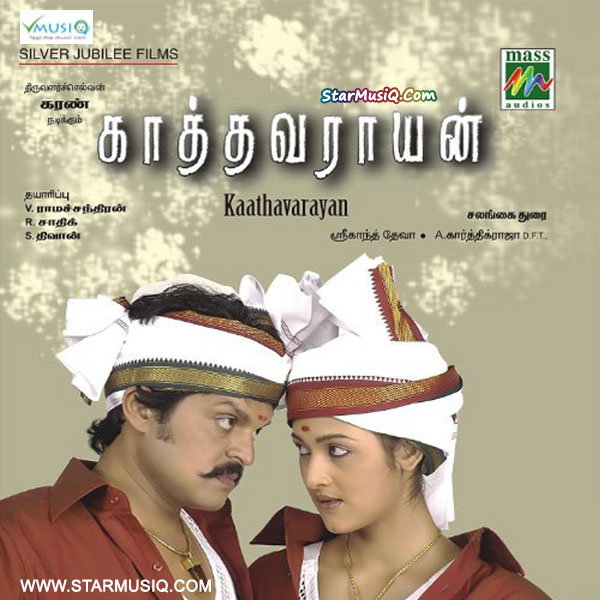 VMUSIQ
SILVER JUBILEE FILMS
mass
audios
StarMusiQ.Com
திருவளர்ச்செல்வன்
கரண்
நடிக்கும்
காத்தவராயன்
Kaathavarayan
தயாரிப்பு
V. ராமச்சந்திரன்
R. சாதிக்
S. திவான்
சலங்கை துரை
ஸ்ரீகாந்த் தேவா • A.கார்த்திக்ராஜா D.F.T.,
WWW.STARMUSIQ.COM